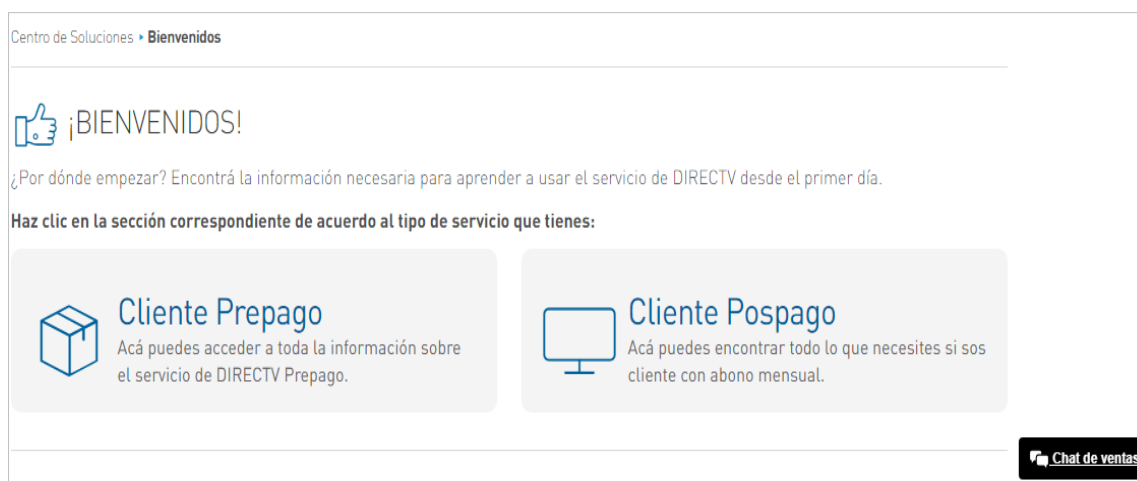 Centro de Soluciones ▸ Bienvenidos
¡BIENVENIDOS!
¿Por dónde empezar? Encontrá la información necesaria para aprender a usar el servicio de DIRECTV desde el primer día.
Haz clic en la sección correspondiente de acuerdo al tipo de servicio que tienes:
Cliente Prepago
Acá puedes acceder a toda la información sobre
el servicio de DIRECTV Prepago.
Cliente Pospago
Acá puedes encontrar todo lo que necesites si sos
cliente con abono mensual.
Chat de ventas